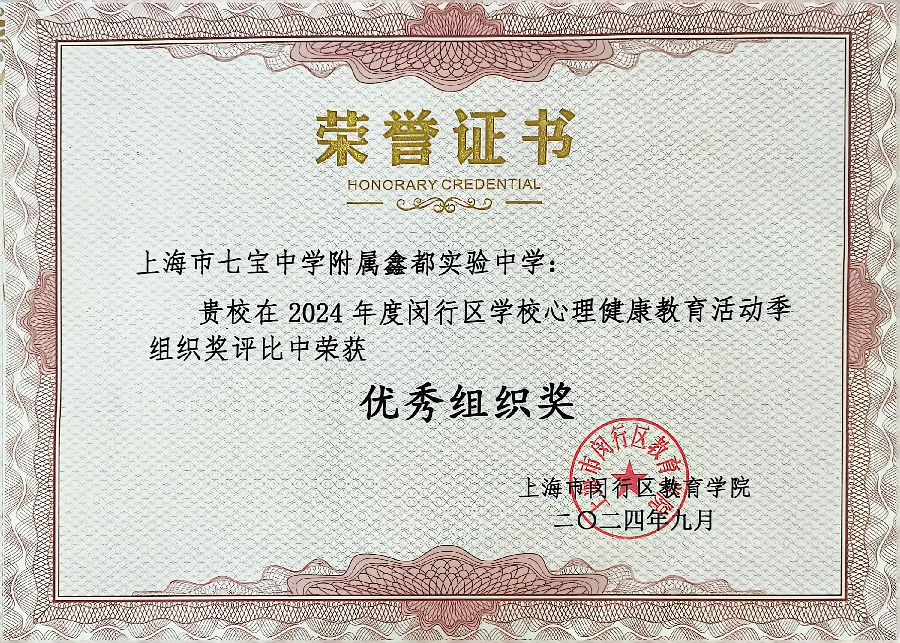 荣誉证书
HONORARY CREDENTIAL
上海市七宝中学附属鑫都实验中学：
贵校在 2024 年度闵行区学校心理健康教育活动季
组织奖评比中荣获
优秀组织奖
上海市闵行区教育学院
上海市闵行区教育学院
二〇二四年九月